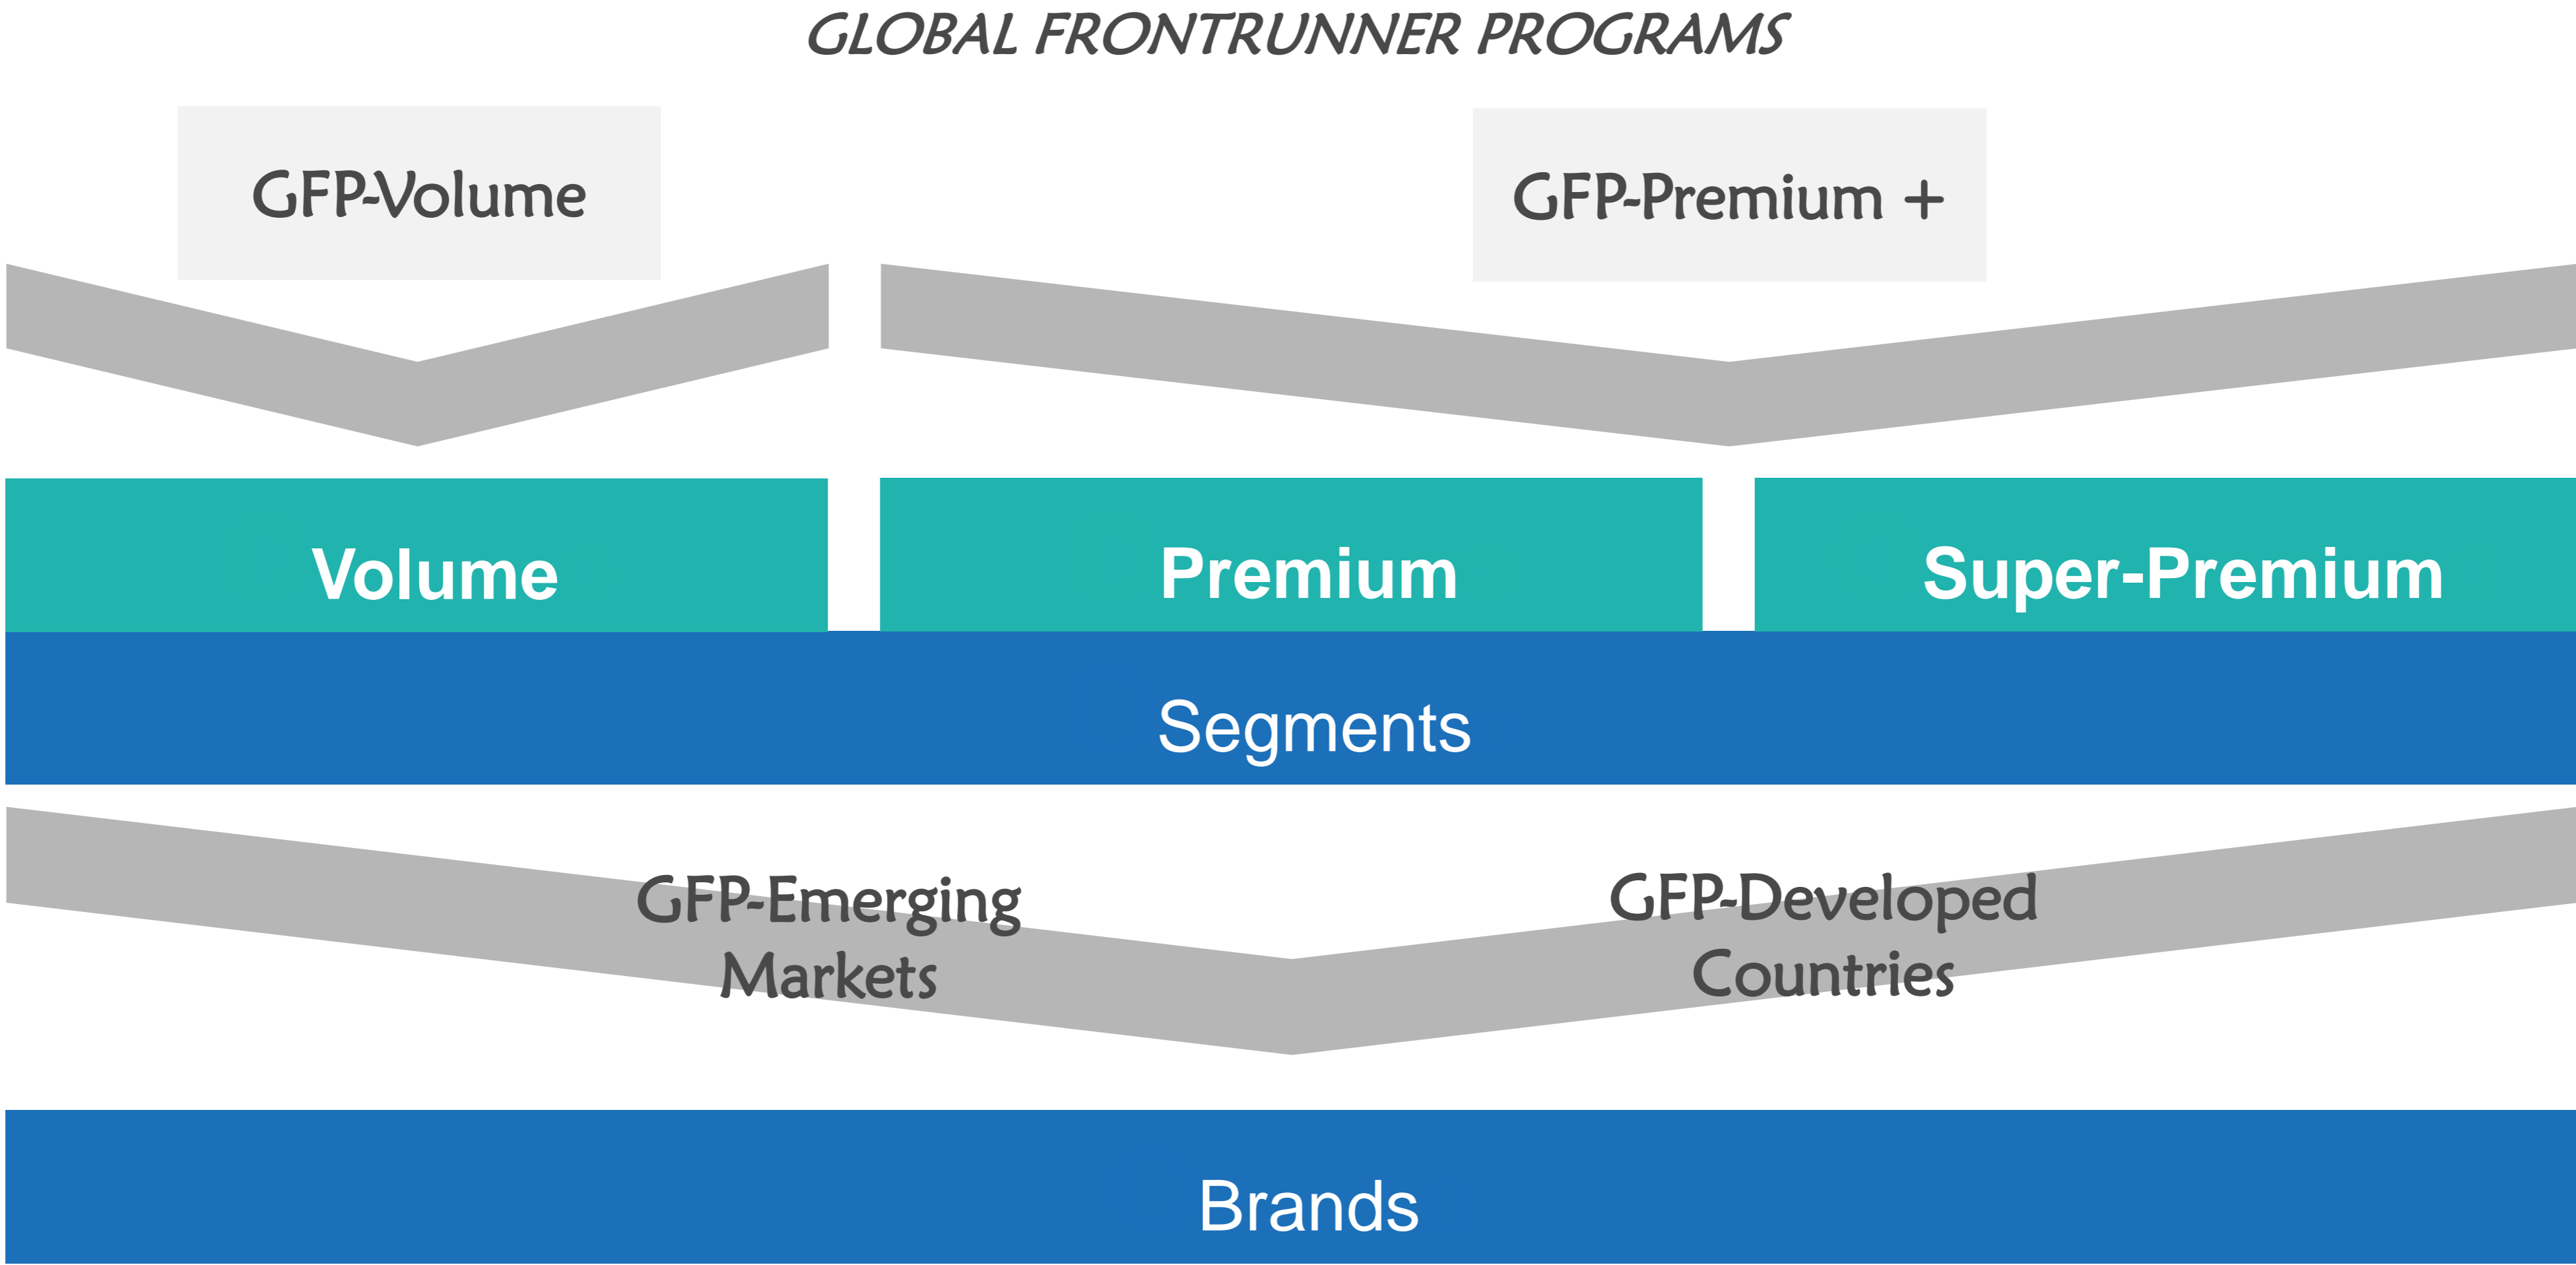 GLOBAL FRONTRUNNER PROGRAMS
GFP-Volume
GFP-Premium +
Volume
Premium
Super-Premium
Segments
GFP-Emerging
Markets
GFP-Developed
Countries
Brands